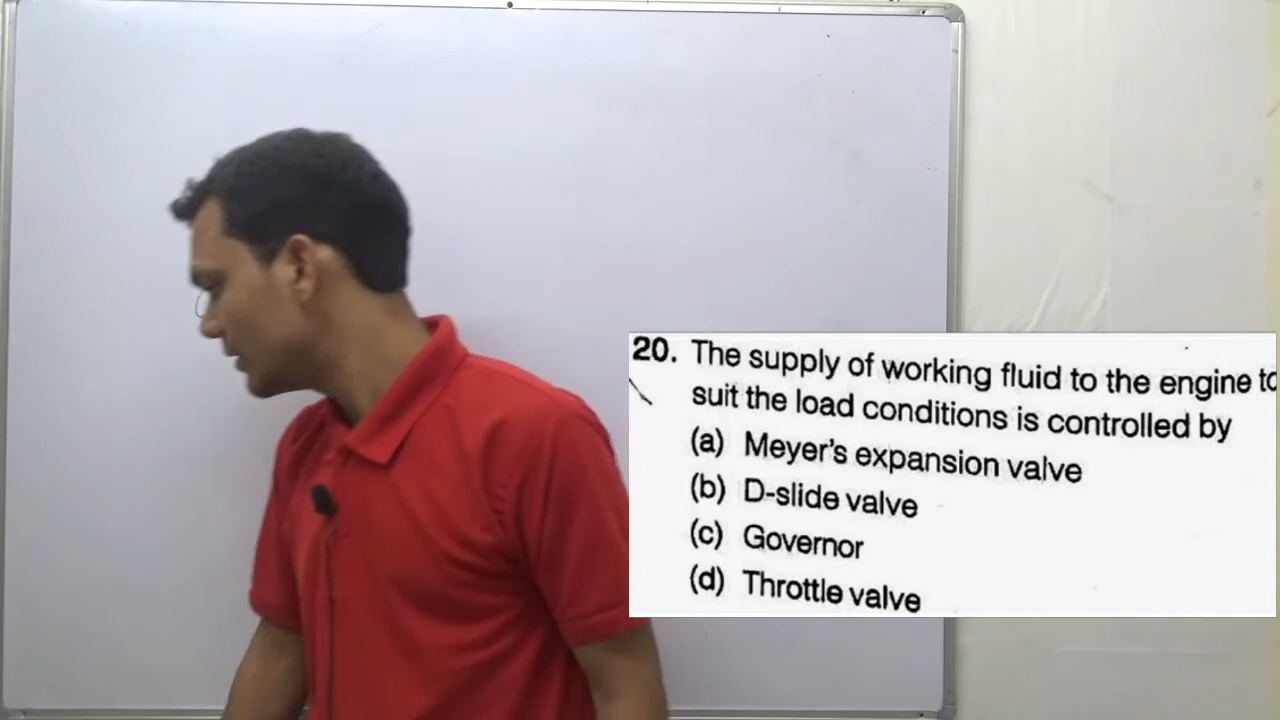 20. The supply of working fluid to the engine to
suit the load conditions is controlled by
(a) Meyer's expansion valve
(b) D-slide valve
(c) Governor
(d) Throttle valve